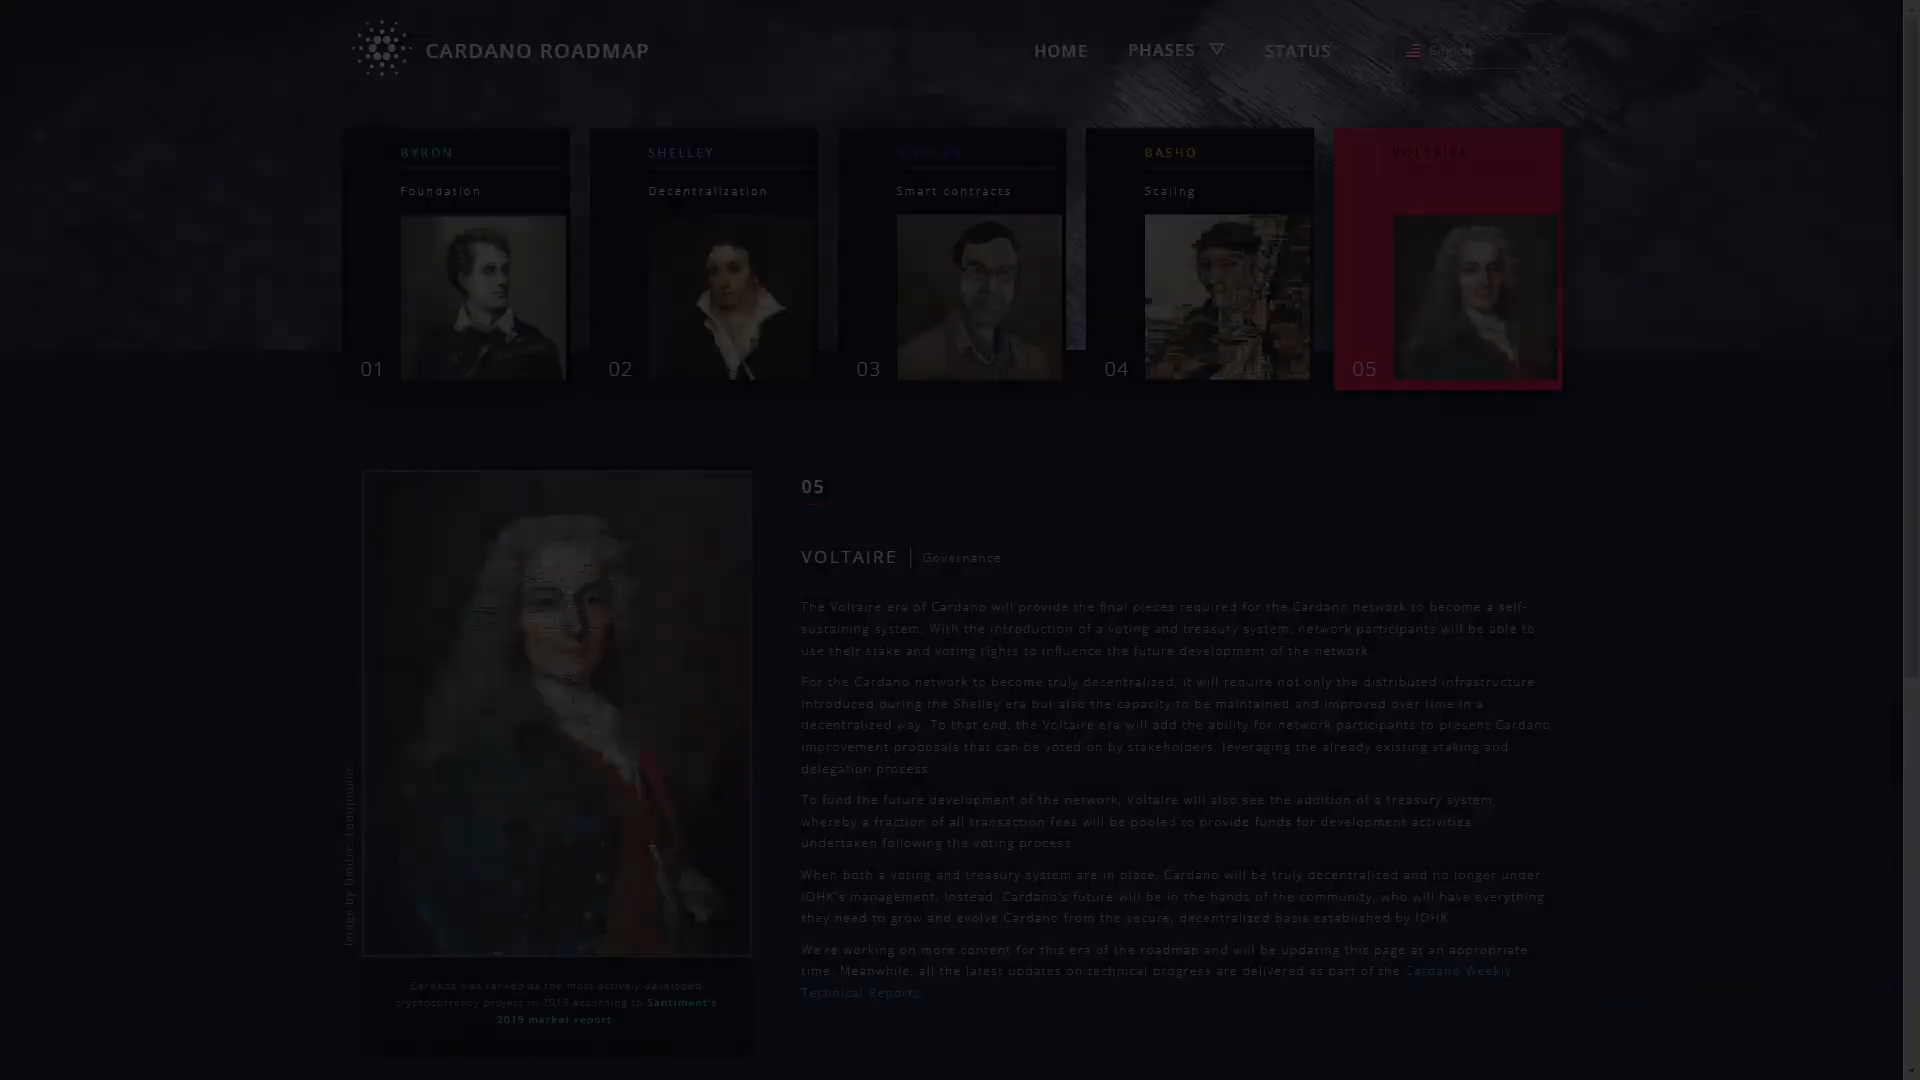 CARDANO ROADMAP
HOME PHASES STATUS English
BYRON
Foundation
01
SHELLEY
Decentralization
02
Smart contracts
03
BASHO
Scaling
04
VOLTAIRE
05
05
VOLTAIRE | Governance
The Voltaire era of Cardano will provide the final pieces required for the Cardano network to become a self-
sustaining system. With the introduction of a voting and treasury system, network participants will be able to
use their stake and voting rights to influence the future development of the network.
For the Cardano network to become truly decentralized, it will require not only the distributed infrastructure
introduced during the Shelley era but also the capacity to be maintained and improved over time in a
decentralized way. To that end, the Voltaire era will add the ability for network participants to present Cardano
improvement proposals that can be voted on by stakeholders, leveraging the already existing staking and
delegation process.
To fund the future development of the network, Voltaire will also see the addition of a treasury system,
whereby a fraction of all transaction fees will be pooled to provide funds for development activities
undertaken following the voting process.
When both a voting and treasury system are in place, Cardano will be truly decentralized and no longer under
IOHK's management. Instead, Cardano's future will be in the hands of the community, who will have everything
they need to grow and evolve Cardano from the secure, decentralized basis established by IOHK.
We're working on more content for this era of the roadmap and will be updating this page at an appropriate
time. Meanwhile, all the latest updates on technical progress are delivered as part of the Cardano Weekly
Technical Reports.
Image by Dmitris
Cardano was ranked as the most actively developed
cryptocurrency project in 2019 according to Santiment's
2019 market report.